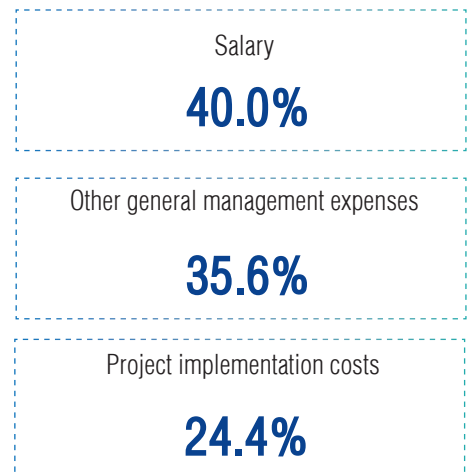 Salary
40.0%
Other general management expenses
35.6%
Project implementation costs
24.4%